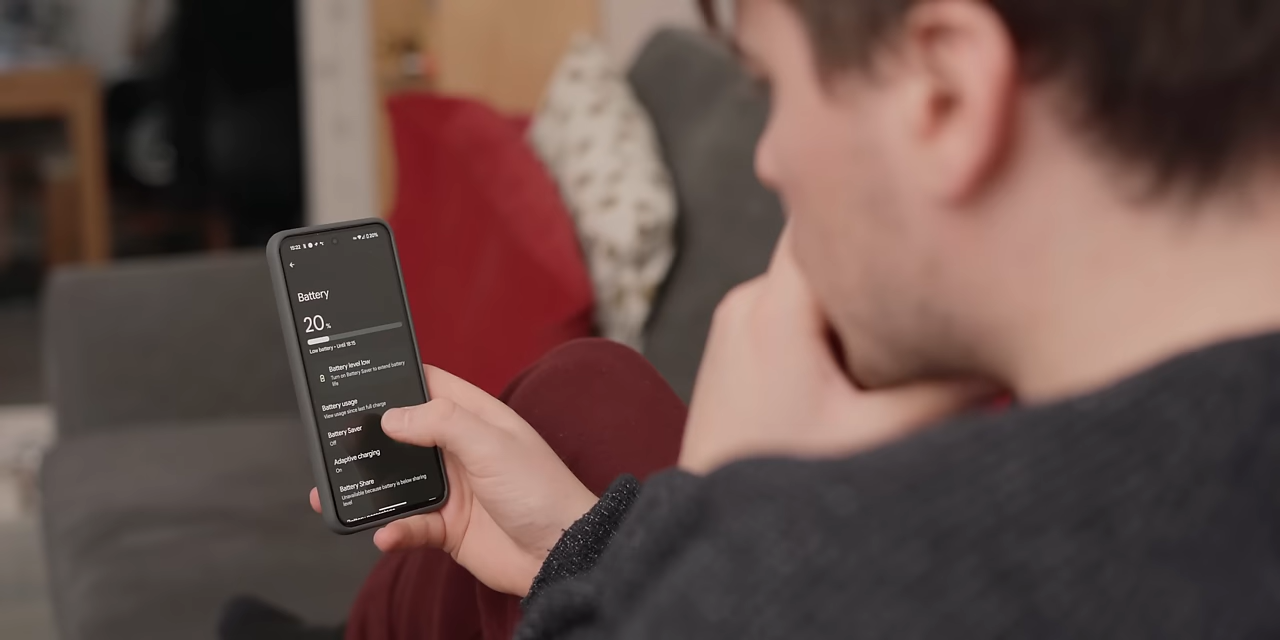 20%
Battery
20%
Low battery • Until 18:15
Battery level low
Turn on Battery Saver to extend battery
life
Battery usage
View usage since last full charge
Battery Saver
Off
Adaptive charging
On
Battery Share
Unavailable because battery is below sharing
level